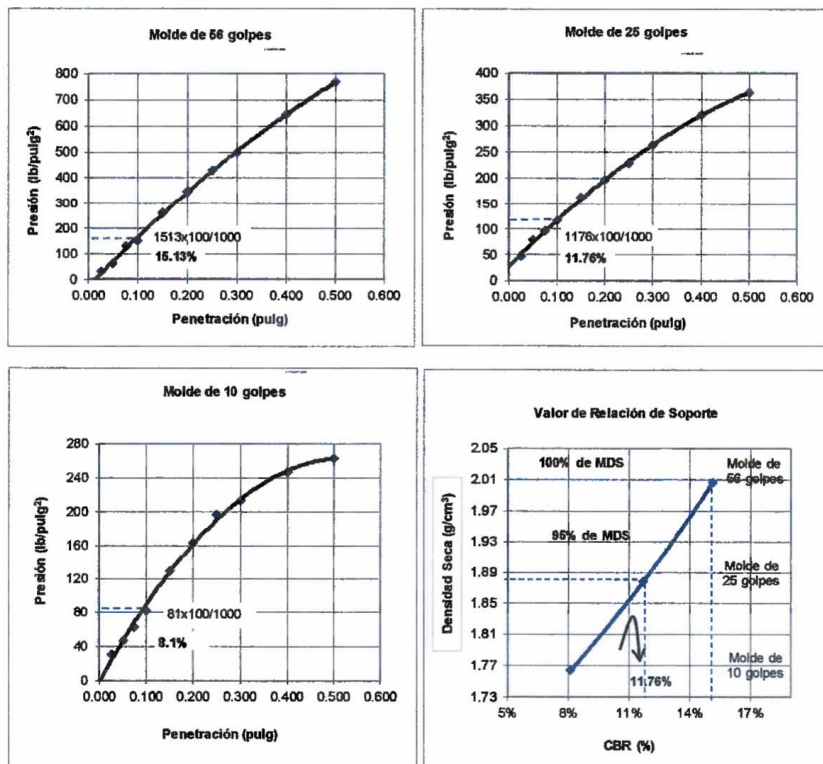 Molde de 56 golpes
Presión (lb/pulg²)
800
700
600
500
400
300
200
100
0
1513x100/1000
15.13%
0.000 0.100 0.200 0.300 0.400 0.500 0.600
Penetración (pulg)
Molde de 25 golpes
Presión (lb/pulg²)
400
350
300
250
200
150
100
50
0
1176x100/1000
11.76%
0.000 0.100 0.200 0.300 0.400 0.500 0.600
Penetración (pulg)
Molde de 10 golpes
Presión (lb/pulg²)
280
240
200
160
120
80
40
0
81x100/1000
8.1%
0.000 0.100 0.200 0.300 0.400 0.500 0.600
Penetración (pulg)
Valor de Relación de Soporte
Densidad Seca (g/cm³)
2.05
2.01
1.97
1.93
1.89
1.85
1.81
1.77
1.73
100% de MDS
Molde de
56 golpes
95% de MDS
Molde de
25 golpes
Molde de
10 golpes
11.76%
5% 8% 11% 14% 17%
CBR (%)